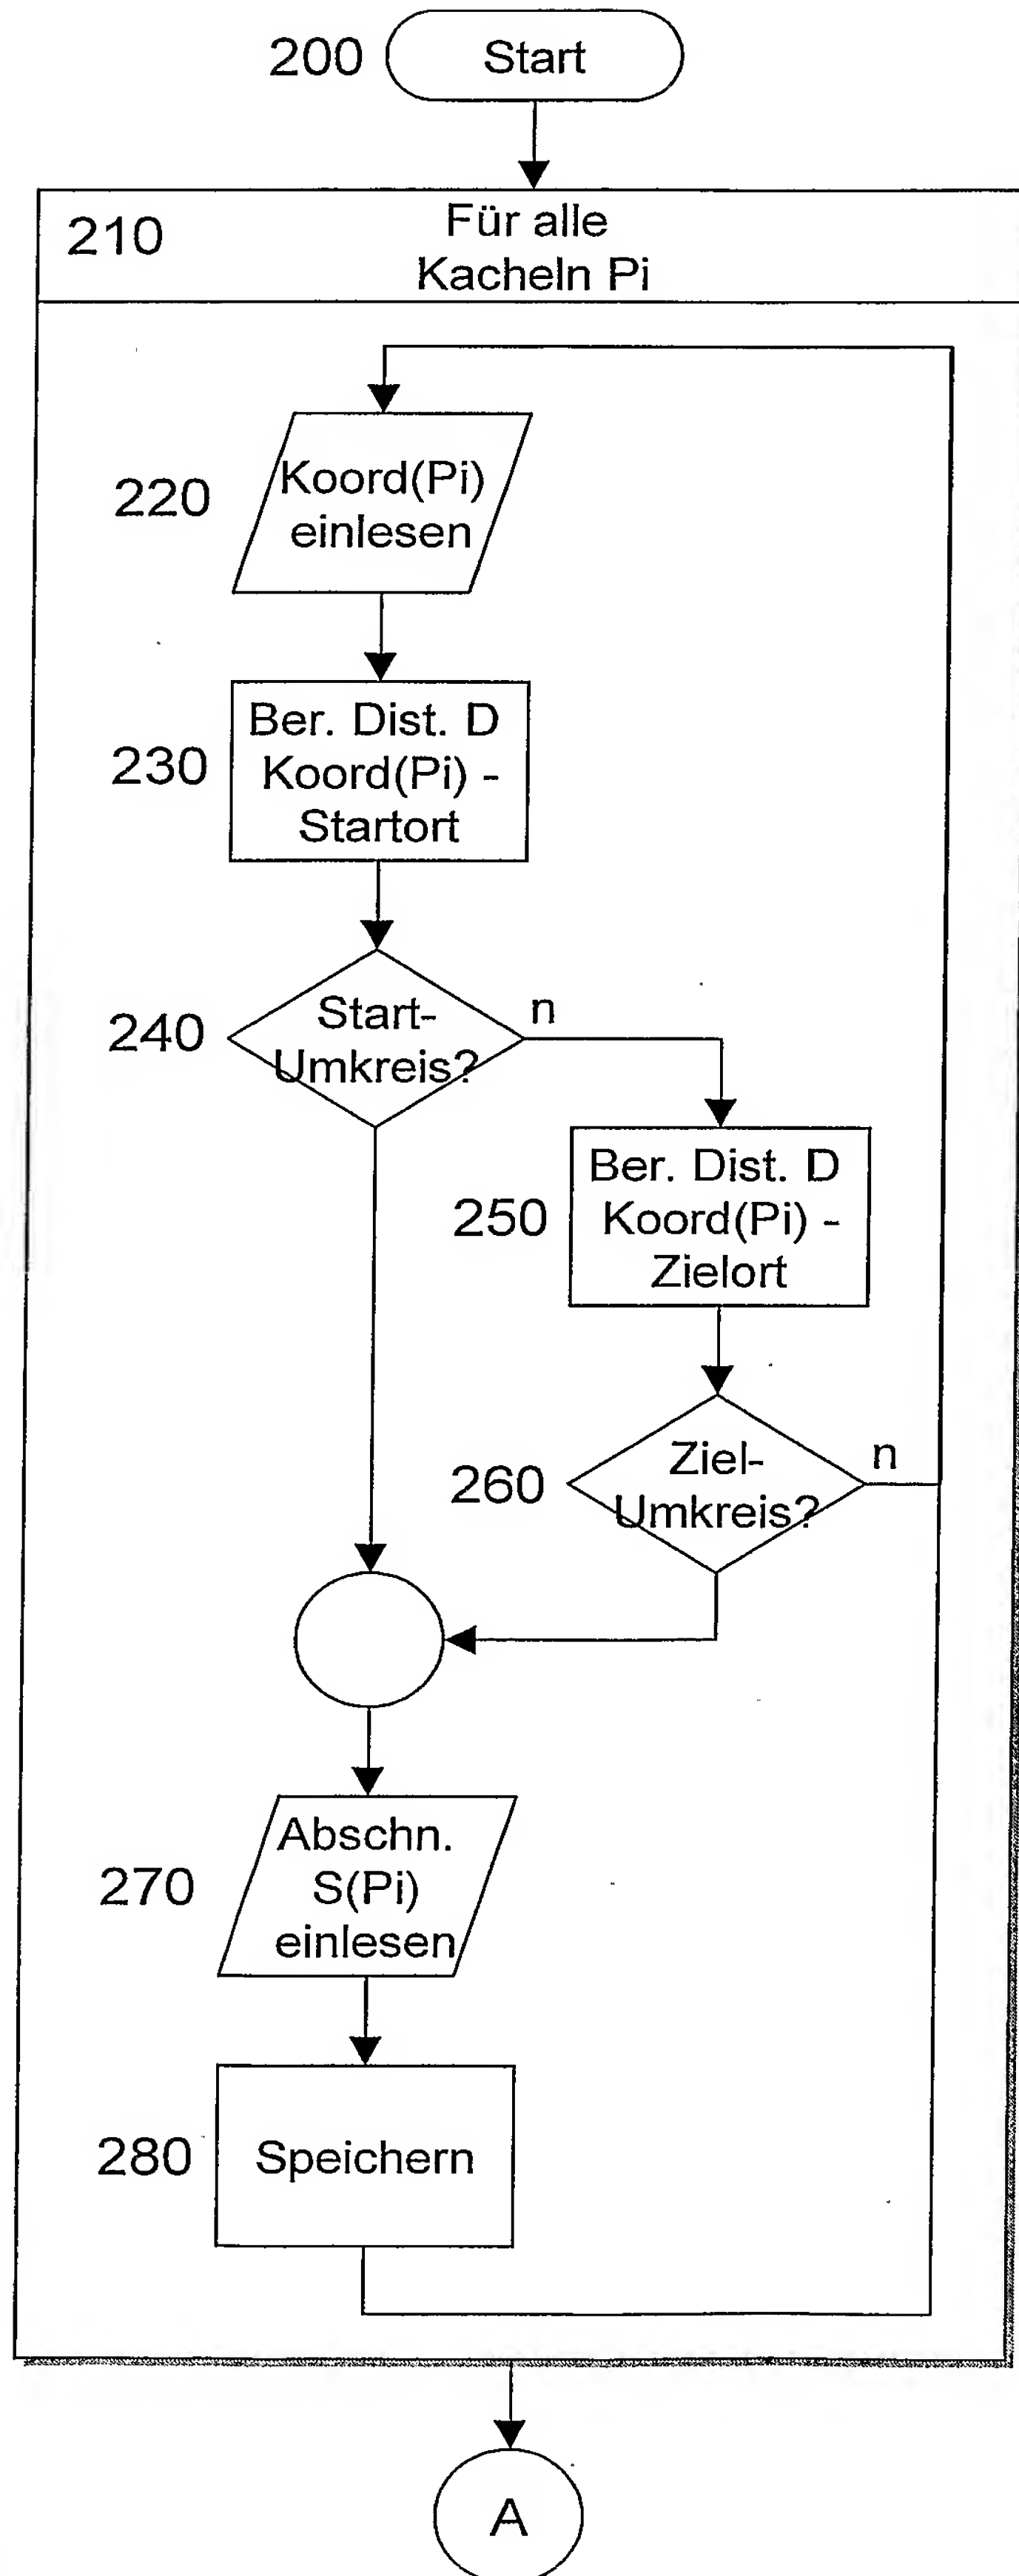 200
Start
210
Für alle
Kacheln Pi
220
Koord(Pi)
einlesen
230
Ber. Dist. D
Koord(Pi) -
Startort
240
Start-
Umkreis?
n
250
Ber. Dist. D
Koord(Pi) -
Zielort
260
Ziel-
Umkreis?
n
270
Abschn.
S(Pi)
einlesen
280
Speichern
A